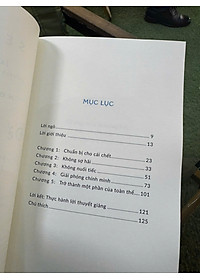 MỤC LỤC
Lời ngỏ 9
Lời giới thiệu 13
Chương 1: Chuẩn bị cho cái chết 23
Chương 2: Không sợ hãi 33
Chương 3: Không nuối tiếc 51
Chương 4: Giải phóng chính mình 73
Chương 5: Trở thành một phần của toàn thể 101
Lời kết: Thực hành lời thuyết giảng 121
Chú thích 125